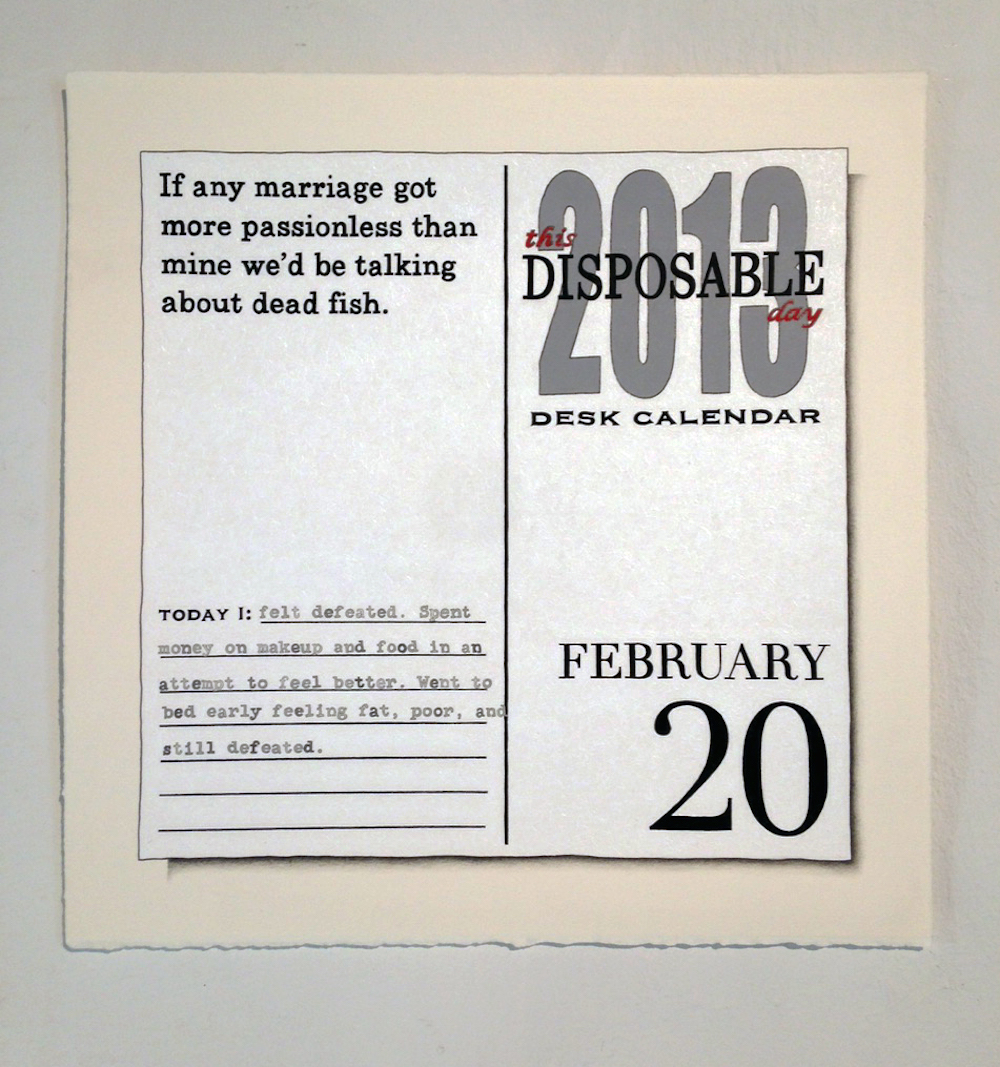 If any marriage got
more passionless than
mine we'd be talking
about dead fish.
TODAY I: felt defeated. Spent
money on makeup and food in an
attempt to feel better. Went to
bed early feeling fat, poor, and
still defeated.
2013
this
DISPOSABLE
day
DESK CALENDAR
FEBRUARY
20